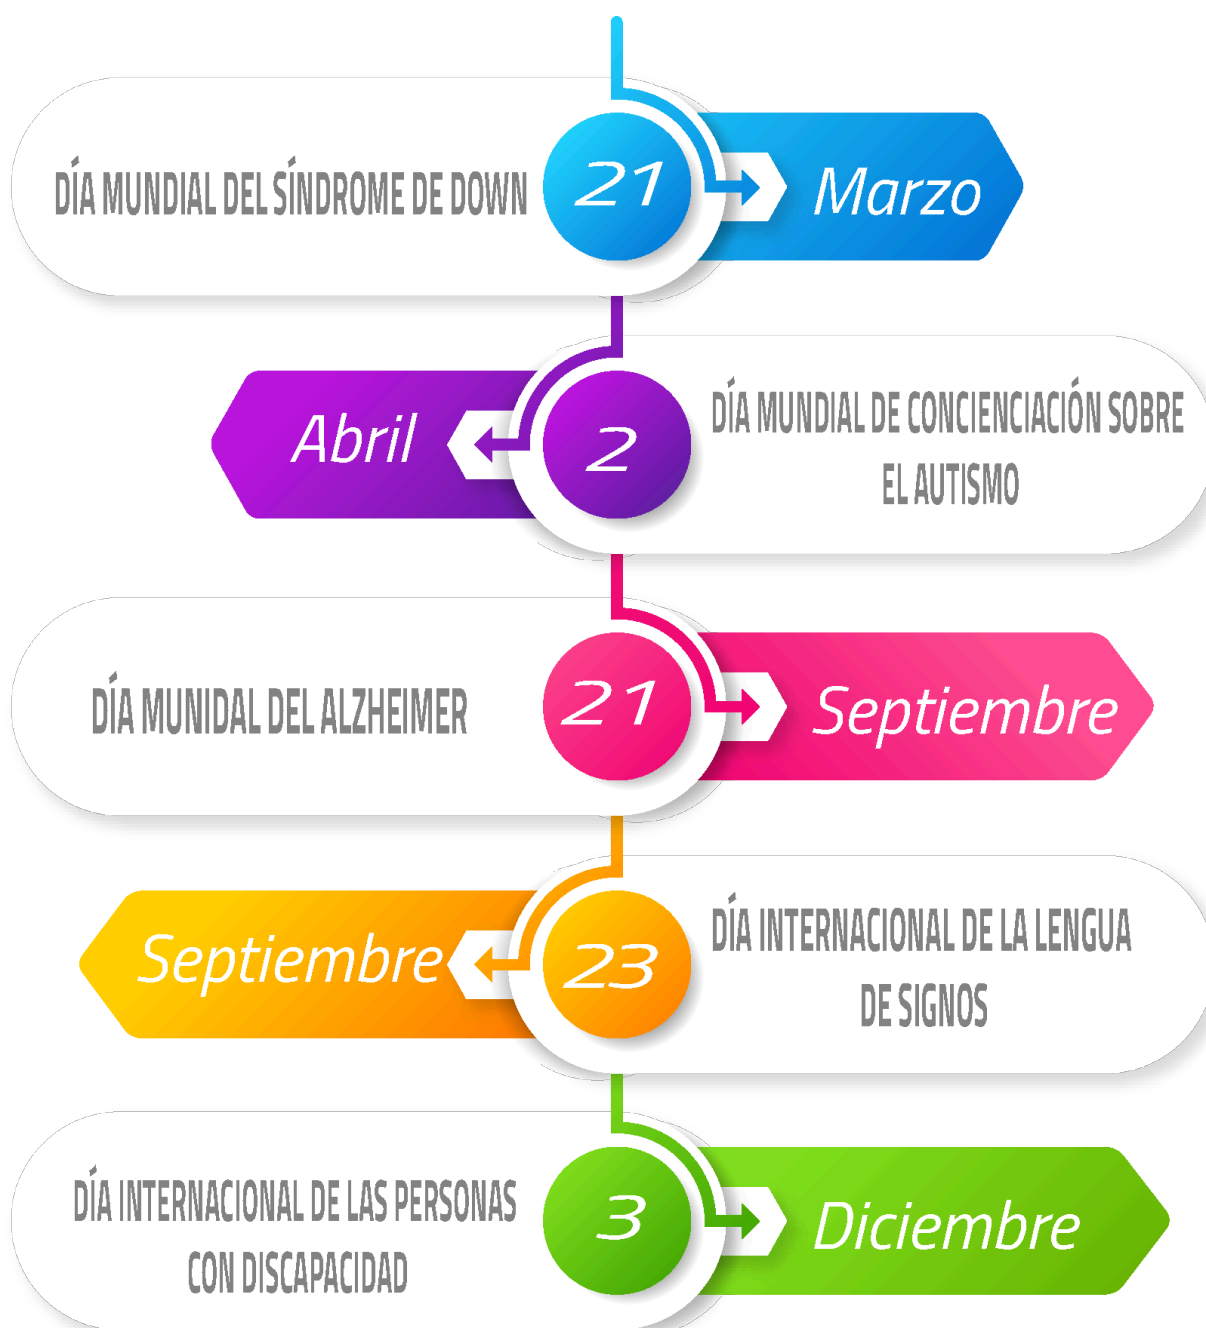 DÍA MUNDIAL DEL SÍNDROME DE DOWN
21
Marzo
Abril
2
DÍA MUNDIAL DE CONCIENCIACIÓN SOBRE
EL AUTISMO
DÍA MUNIDAL DEL ALZHEIMER
21
Septiembre
Septiembre
23
DÍA INTERNACIONAL DE LA LENGUA
DE SIGNOS
DÍA INTERNACIONAL DE LAS PERSONAS
CON DISCAPACIDAD
3
Diciembre